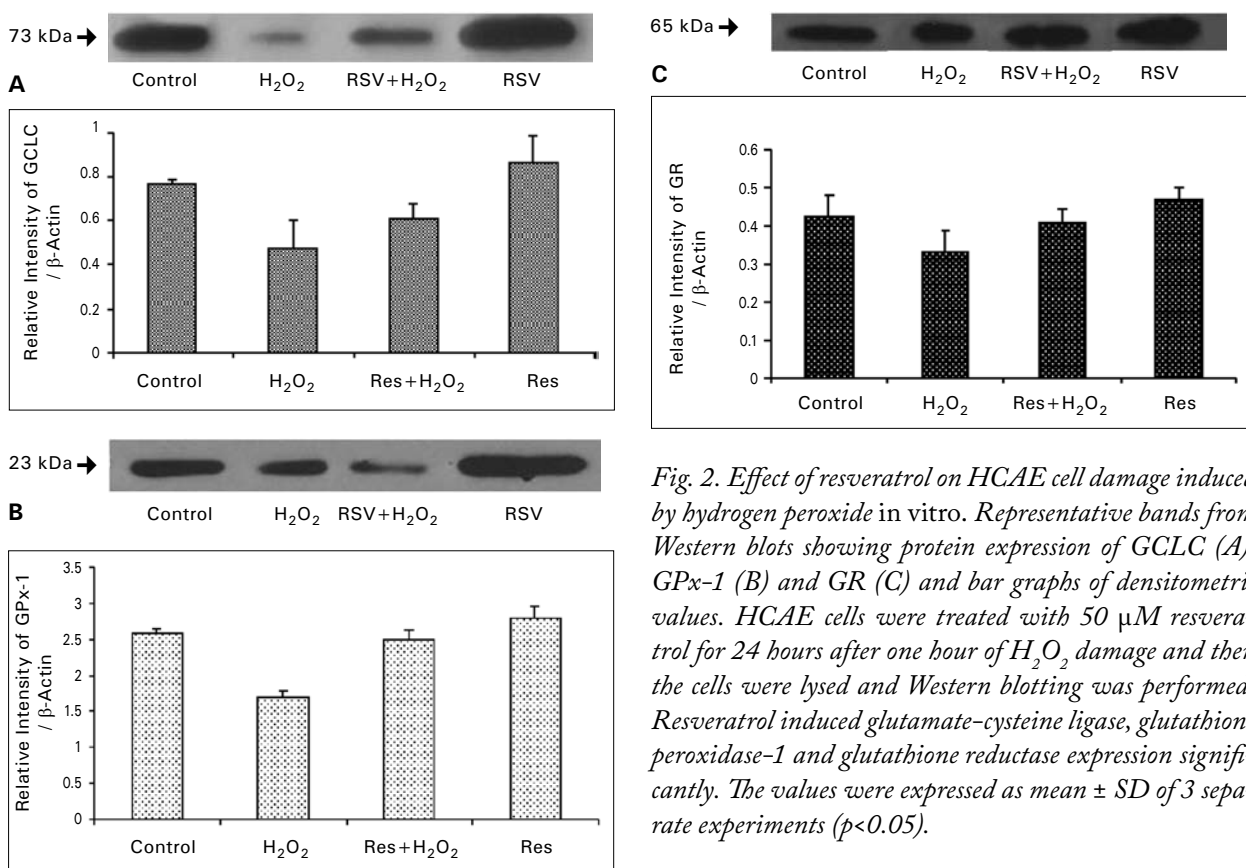 73 kDa
Control H₂O₂ RSV+H₂O₂ RSV
A
Relative Intensity of GCLC
/ β-Actin
1
0.8
0.6
0.4
0.2
0
Control H₂O₂ Res+H₂O₂ Res
23 kDa
Control H₂O₂ RSV+H₂O₂ RSV
B
Relative Intensity of GPx-1
/ β-Actin
3.5
3
2.5
2
1.5
1
0.5
0
Control H₂O₂ Res+H₂O₂ Res
65 kDa
Control H₂O₂ RSV+H₂O₂ RSV
C
Relative Intensity of GR
/ β-Actin
0.6
0.5
0.4
0.3
0.2
0.1
0
Control H₂O₂ Res+H₂O₂ Res
Fig. 2. Effect of resveratrol on HCAE cell damage induced
by hydrogen peroxide in vitro. Representative bands from
Western blots showing protein expression of GCLC (A)
GPx-1 (B) and GR (C) and bar graphs of densitometri
values. HCAE cells were treated with 50 μM resvera
trol for 24 hours after one hour of H₂O₂ damage and then
the cells were lysed and Western blotting was performed
Resveratrol induced glutamate-cysteine ligase, glutathion
peroxidase-1 and glutathione reductase expression signifi
cantly. The values were expressed as mean ± SD of 3 sepa
rate experiments (p<0.05).